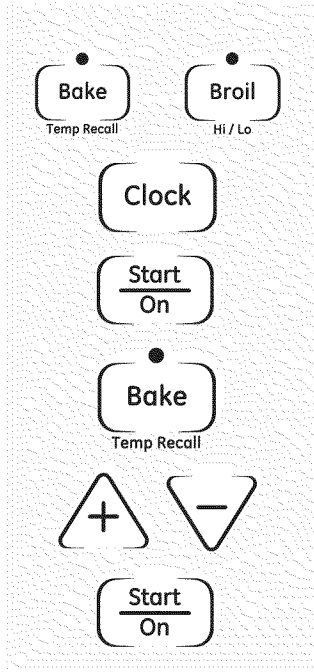 Bake Broil
Temp Recall Hi / Lo
Clock
Start
On
Bake
Temp Recall
+ −
Start
On